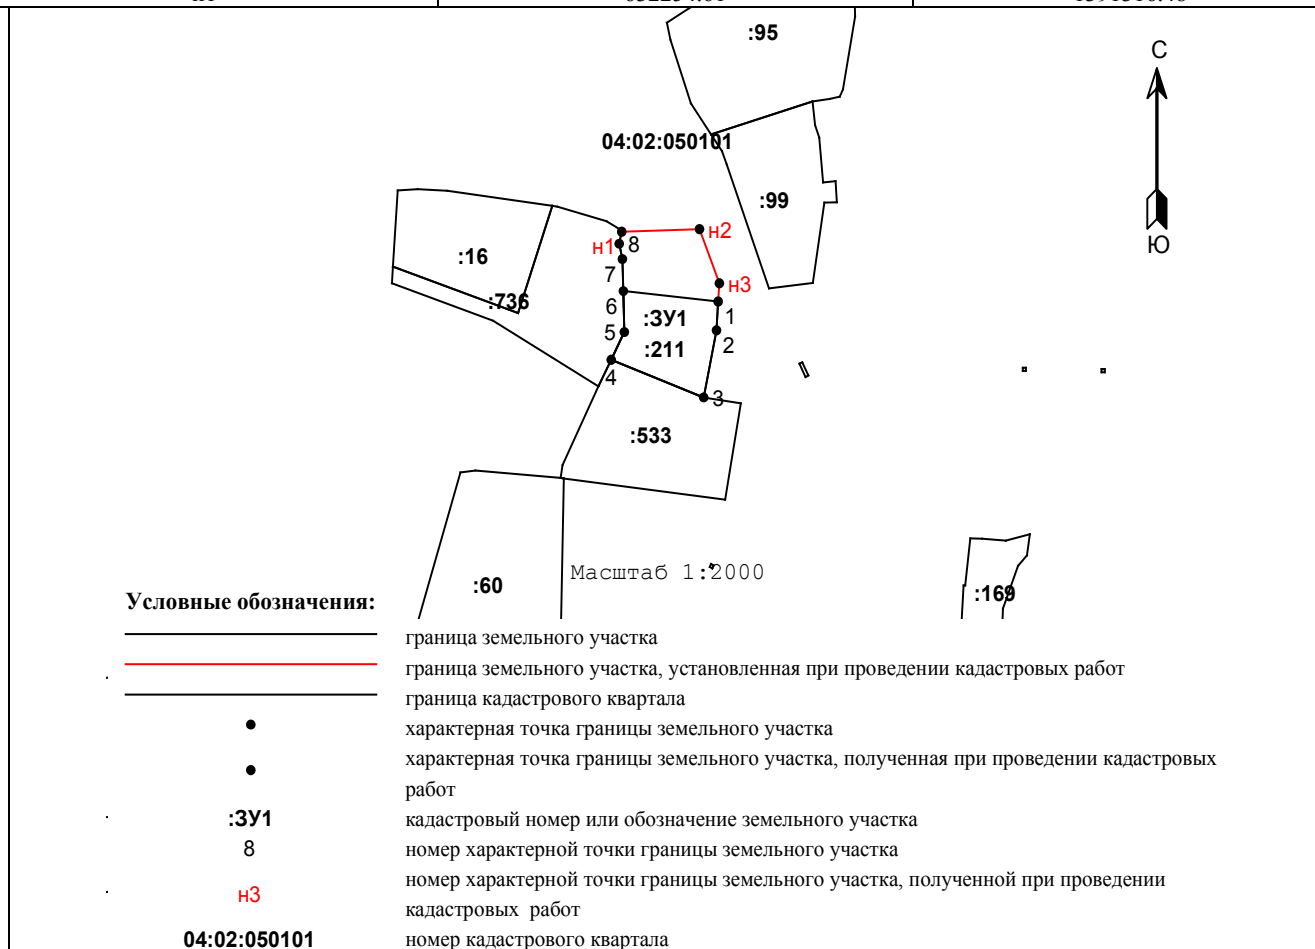 :95
С
04:02:050101
:99
Ю
н2
н1
8
:16
7
н3
:736
6
:ЗУ1
1
5
:211
2
4
3
:533
Масштаб 1:2000
:60
:169
Условные обозначения:
граница земельного участка
граница земельного участка, установленная при проведении кадастровых работ
граница кадастрового квартала
характерная точка границы земельного участка
характерная точка границы земельного участка, полученная при проведении кадастровых
работ
:ЗУ1 кадастровый номер или обозначение земельного участка
8 номер характерной точки границы земельного участка
н3 номер характерной точки границы земельного участка, полученной при проведении
кадастровых работ
04:02:050101 номер кадастрового квартала